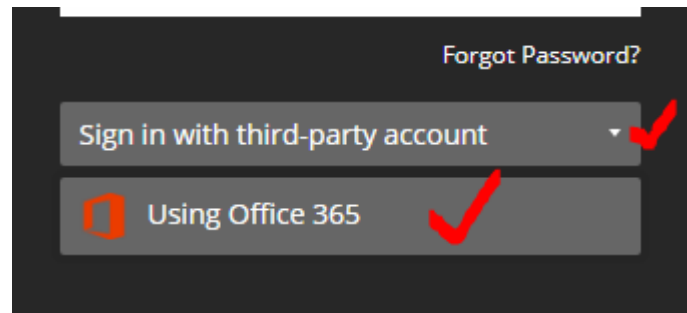 Forgot Password?
Sign in with third-party account
Using Office 365